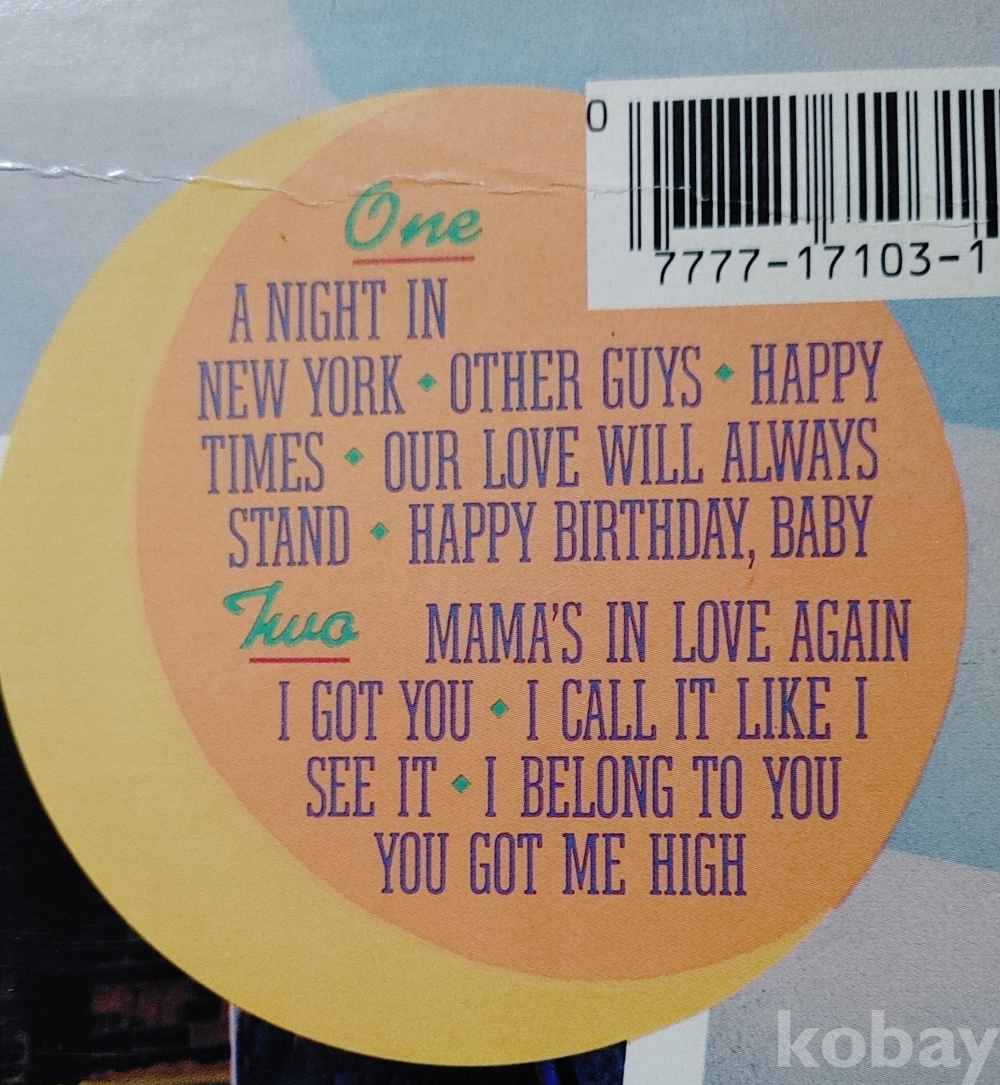 0
7777-17103-1
One
A NIGHT IN
NEW YORK ◆ OTHER GUYS ◆ HAPPY
TIMES ◆ OUR LOVE WILL ALWAYS
STAND ◆ HAPPY BIRTHDAY, BABY
Two MAMA'S IN LOVE AGAIN
I GOT YOU ◆ I CALL IT LIKE I
SEE IT ◆ I BELONG TO YOU
YOU GOT ME HIGH
kobay